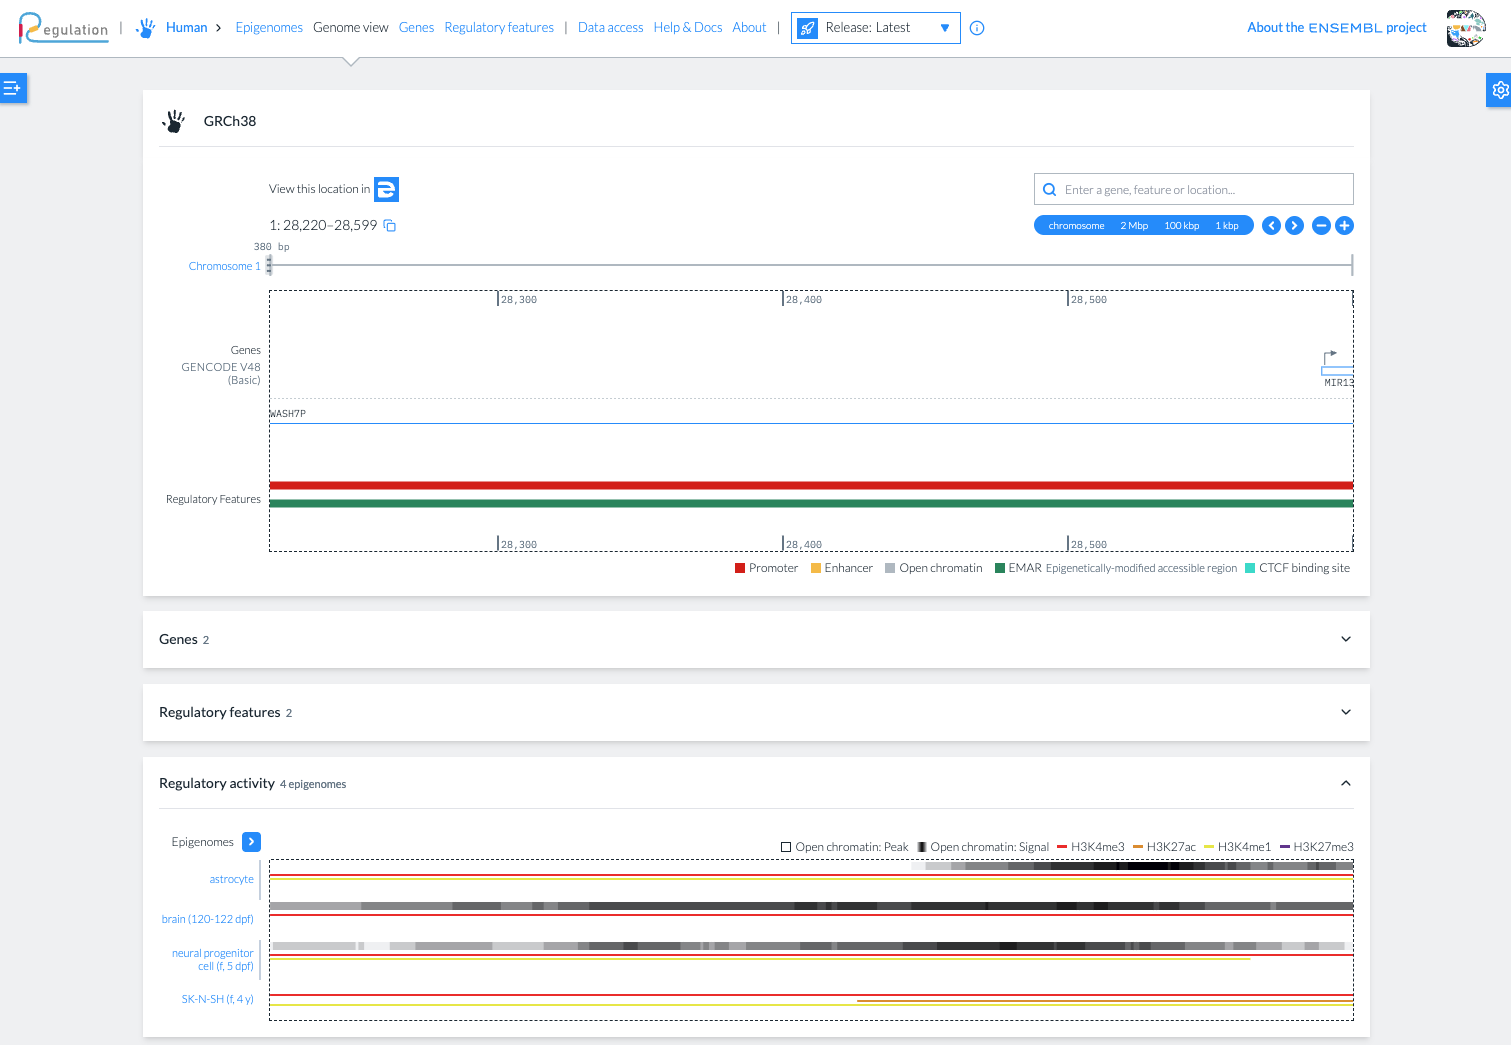 Regulation | Human > Epigenomes Genome view Genes Regulatory features | Data access Help & Docs About | Release: Latest
About the ENSEMBL project
GRCh38
View this location in
Enter a gene, feature or location...
1: 28,220–28,599
chromosome 2 Mbp 100 kbp 1 kbp
380 bp
Chromosome 1
28,300 28,400 28,500
Genes
GENCODE V48
(Basic)
MIR13
WASH7P
Regulatory Features
28,300 28,400 28,500
Promoter Enhancer Open chromatin EMAR Epigenetically-modified accessible region CTCF binding site
Genes 2
Regulatory features 2
Regulatory activity 4 epigenomes
Epigenomes
Open chromatin: Peak Open chromatin: Signal H3K4me3 H3K27ac H3K4me1 H3K27me3
astrocyte
brain (120-122 dpf)
neural progenitor
cell (f, 5 dpf)
SK-N-SH (f, 4 y)